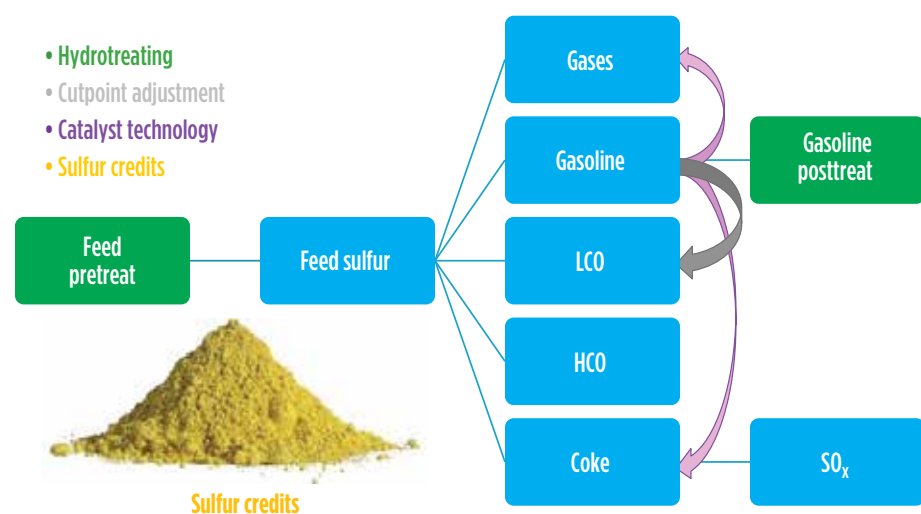 • Hydrotreating
• Cutpoint adjustment
• Catalyst technology
• Sulfur credits
Feed
pretreat
Feed sulfur
Gases
Gasoline
LCO
HCO
Coke
Gasoline
posttreat
SOₓ
Sulfur credits